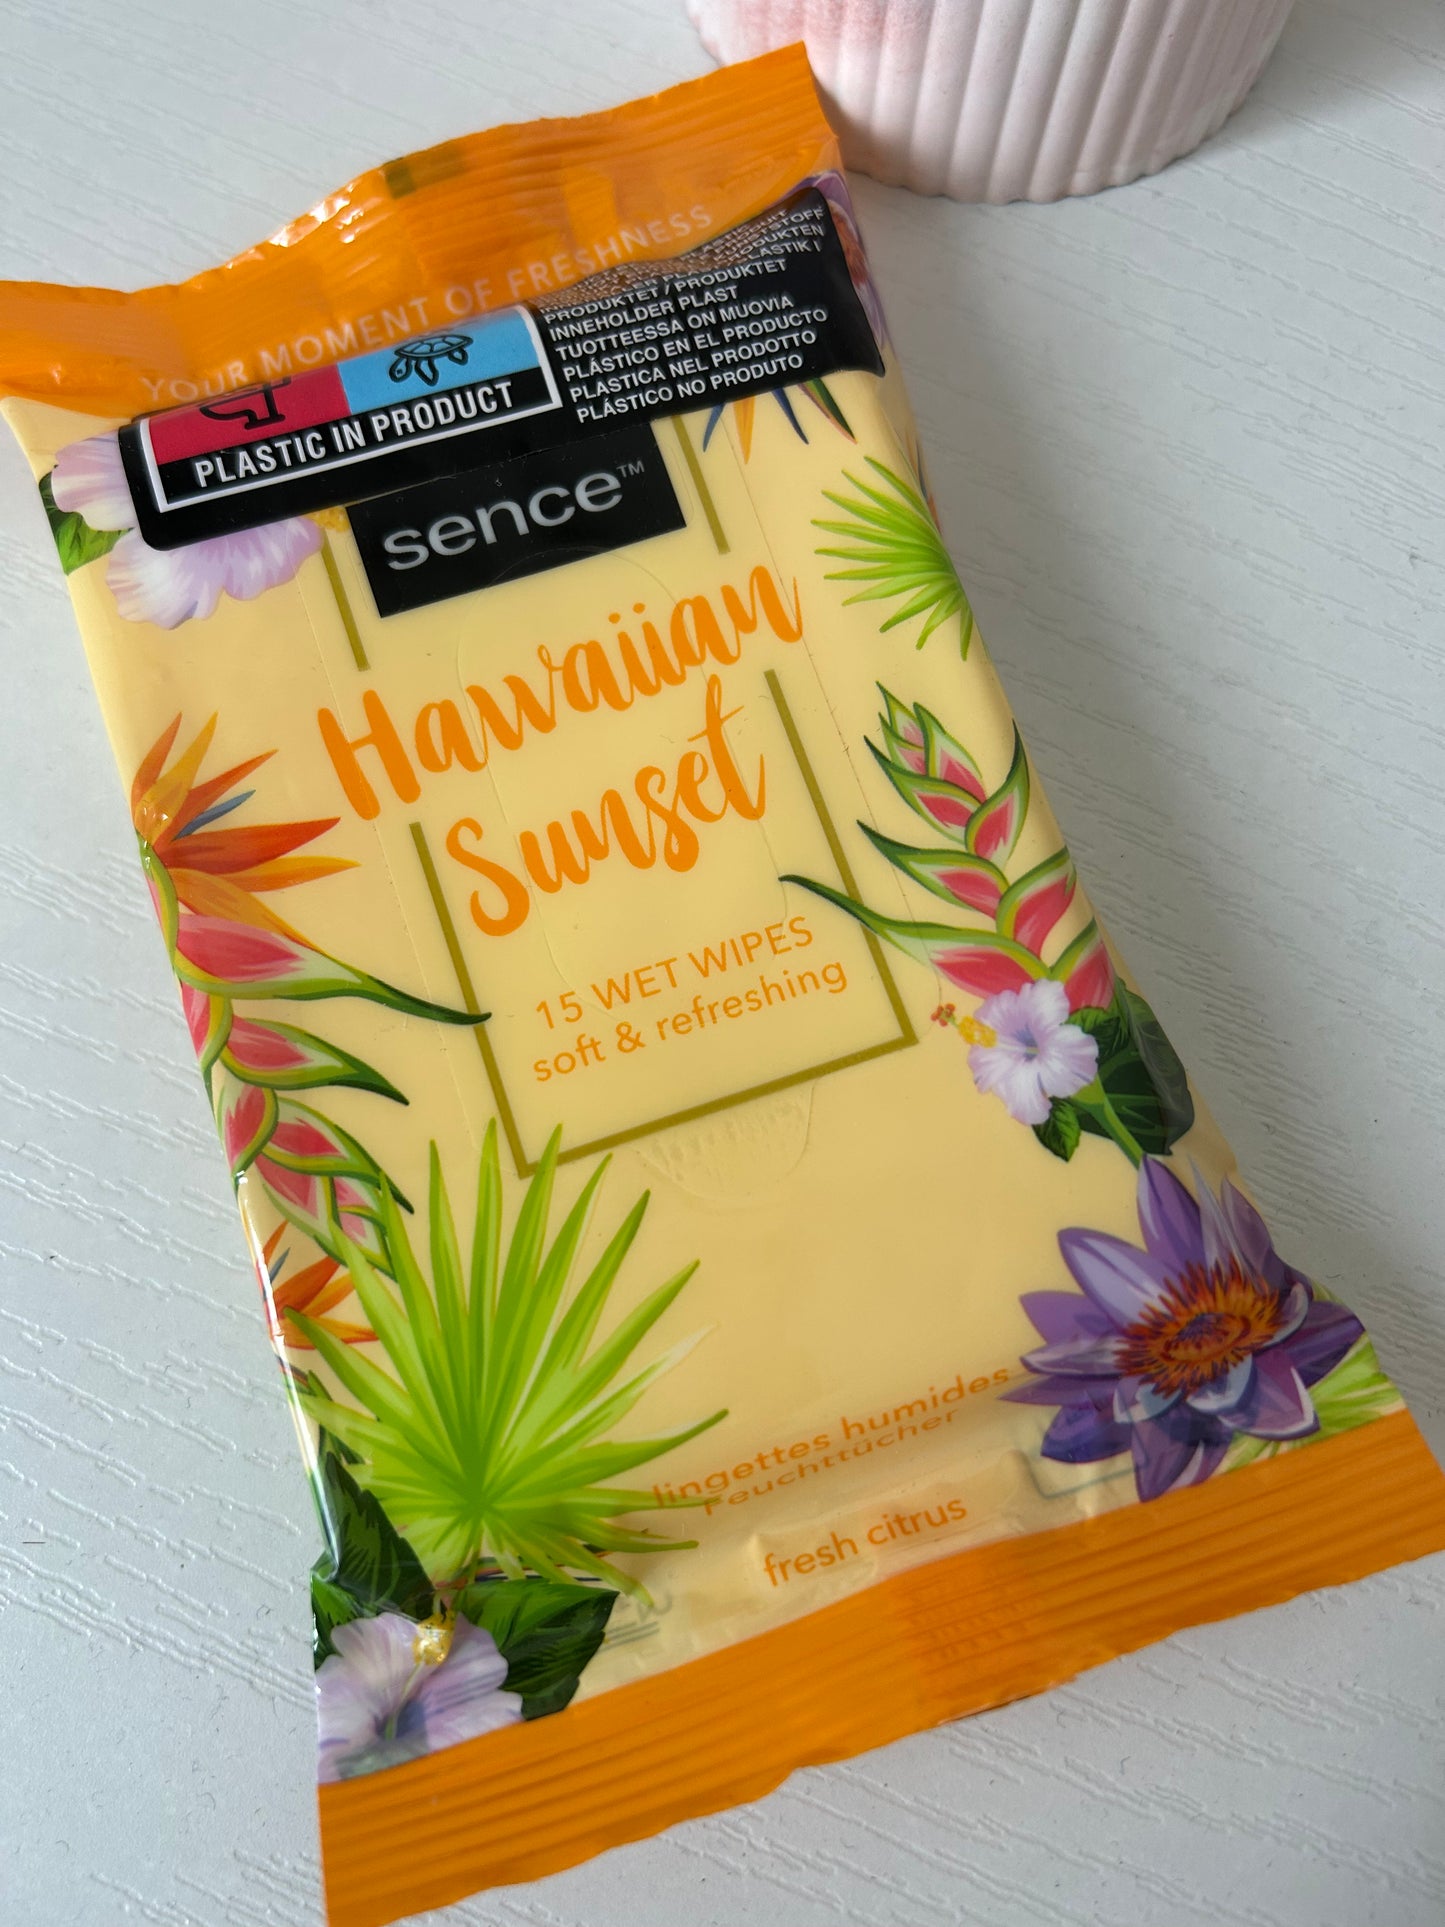 YOUR MOMENT OF FRESHNESS
PLASTIC IN PRODUCT
PRODUKTET / PRODUKTET
INNEHOLDER PLAST
TUOTTEESSA ON MUOVIA
PLÁSTICO EN EL PRODUCTO
PLASTICA NEL PRODOTTO
PLÁSTICO NO PRODUTO
sence™
Hawaiian
Sunset
15 WET WIPES
soft & refreshing
lingettes humides
Feuchttücher
fresh citrus